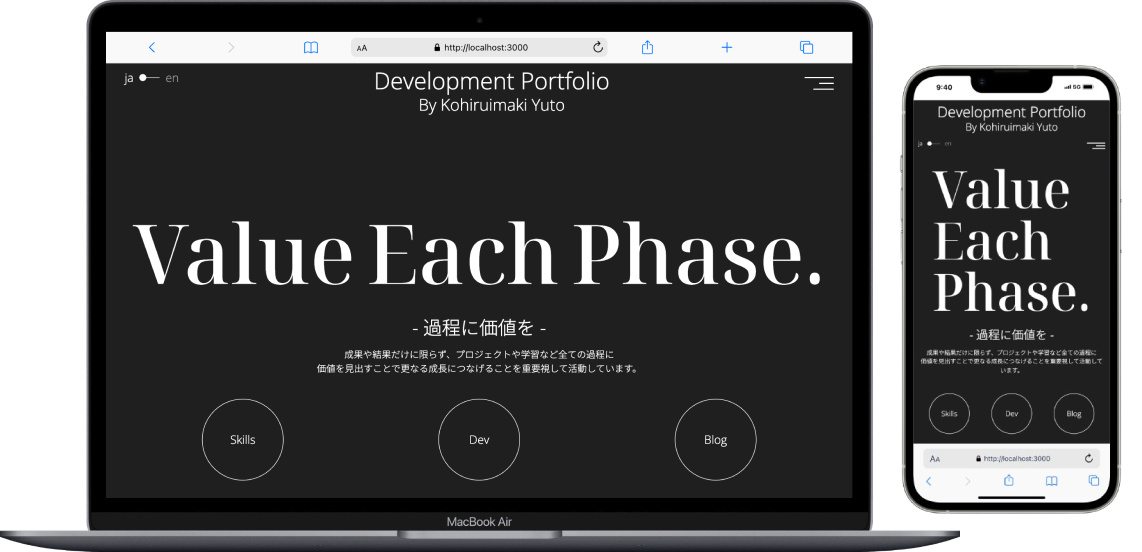 AA
http://localhost:3000
ja
en
Development Portfolio
By Kohiruimaki Yuto
Value Each Phase.
- 過程に価値を -
成果や結果だけに限らず、プロジェクトや学習など全ての過程に
価値を見出すことで更なる成長につなげることを重要視して活動しています。
Skills
Dev
Blog
MacBook Air
9:40
5G
Development Portfolio
By Kohiruimaki Yuto
ja
en
Value
Each
Phase.
- 過程に価値を -
成果や結果だけに限らず、プロジェクトや学習など全ての過程に
価値を見出すことで更なる成長につなげることを重要視して活動して
います。
Skills
Dev
Blog
AA
http://localhost:3000